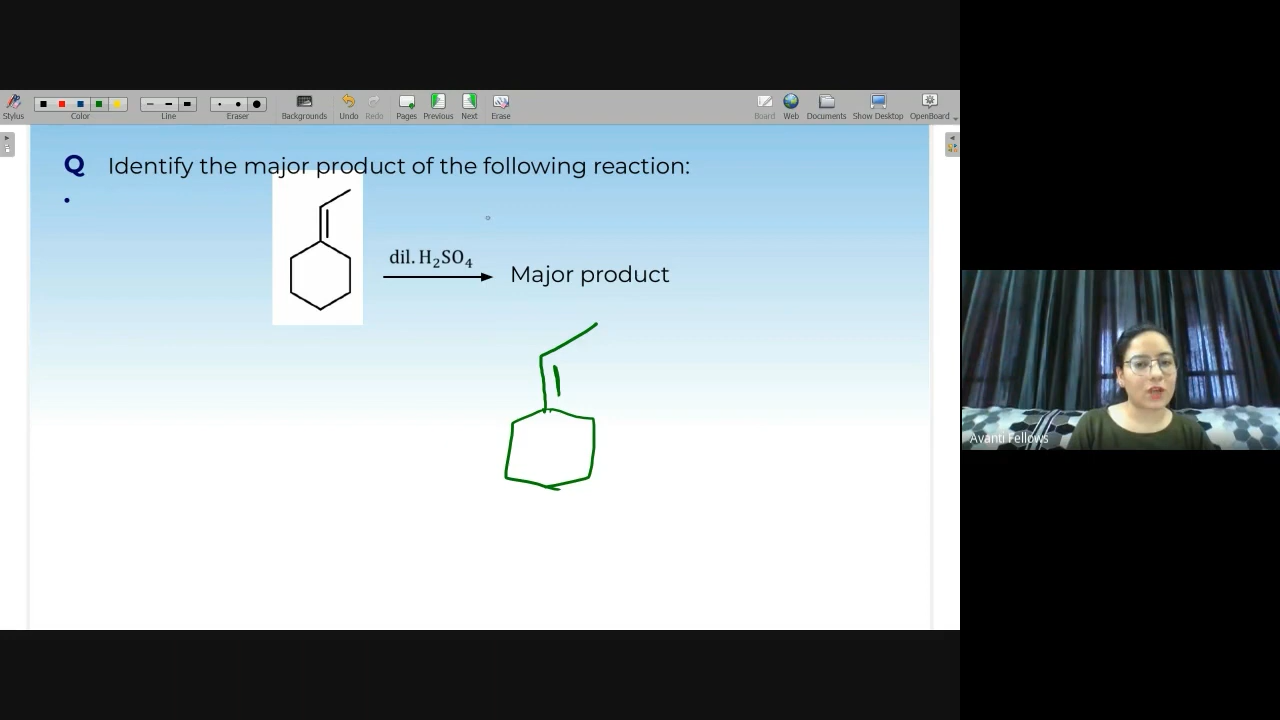 Stylus
Color
Line
Eraser
Backgrounds
Undo
Redo
Pages
Previous
Next
Erase
Board
Web
Documents
Show Desktop
OpenBoard
Q Identify the major product of the following reaction:
dil. H₂SO₄
Major product
Avanti Fellows